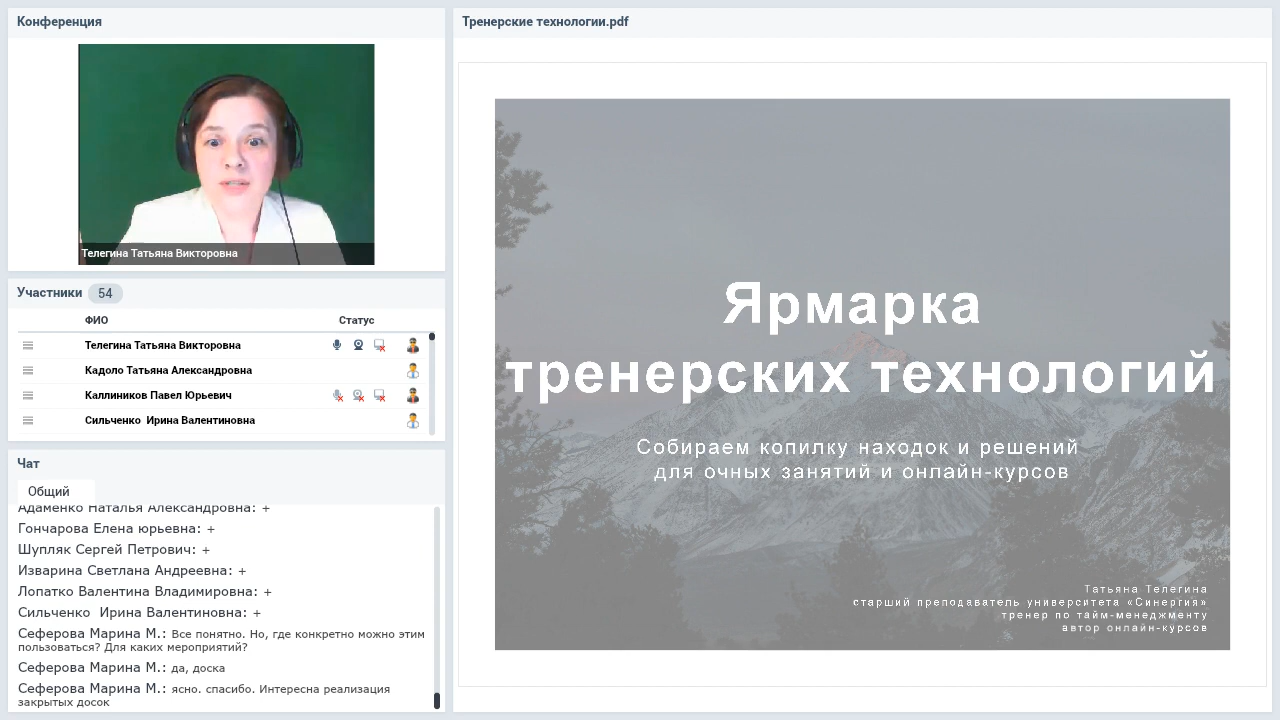 Конференция
Телегина Татьяна Викторовна
Участники 54
ФИО Статус
Телегина Татьяна Викторовна
Кадоло Татьяна Александровна
Каллиников Павел Юрьевич
Сильченко  Ирина Валентиновна
Чат
Общий
Адаменко Наталья Александровна: +
Гончарова Елена юрьевна: +
Шупляк Сергей Петрович: +
Изварина Светлана Андреевна: +
Лопатко Валентина Владимировна: +
Сильченко  Ирина Валентиновна: +
Сеферова Марина М.: Все понятно. Но, где конкретно можно этим
пользоваться? Для каких мероприятий?
Сеферова Марина М.: да, доска
Сеферова Марина М.: ясно. спасибо. Интересна реализация
закрытых досок
Тренерские технологии.pdf
Ярмарка
тренерских технологий
Собираем копилку находок и решений
для очных занятий и онлайн-курсов
Татьяна Телегина
старший преподаватель университета «Синергия»
тренер по тайм-менеджменту
автор онлайн-курсов